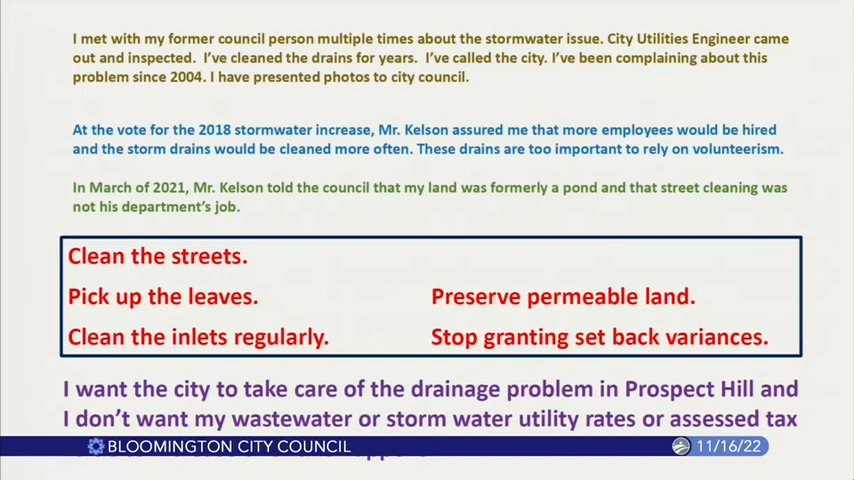 I met with my former council person multiple times about the stormwater issue. City Utilities Engineer came
out and inspected. I've cleaned the drains for years. I've called the city. I've been complaining about this
problem since 2004. I have presented photos to city council.
At the vote for the 2018 stormwater increase, Mr. Kelson assured me that more employees would be hired
and the storm drains would be cleaned more often. These drains are too important to rely on volunteerism.
In March of 2021, Mr. Kelson told the council that my land was formerly a pond and that street cleaning was
not his department's job.
Clean the streets.
Pick up the leaves.
Preserve permeable land.
Clean the inlets regularly.
Stop granting set back variances.
I want the city to take care of the drainage problem in Prospect Hill and
I don't want my wastewater or storm water utility rates or assessed tax
BLOOMINGTON CITY COUNCIL
11/16/22